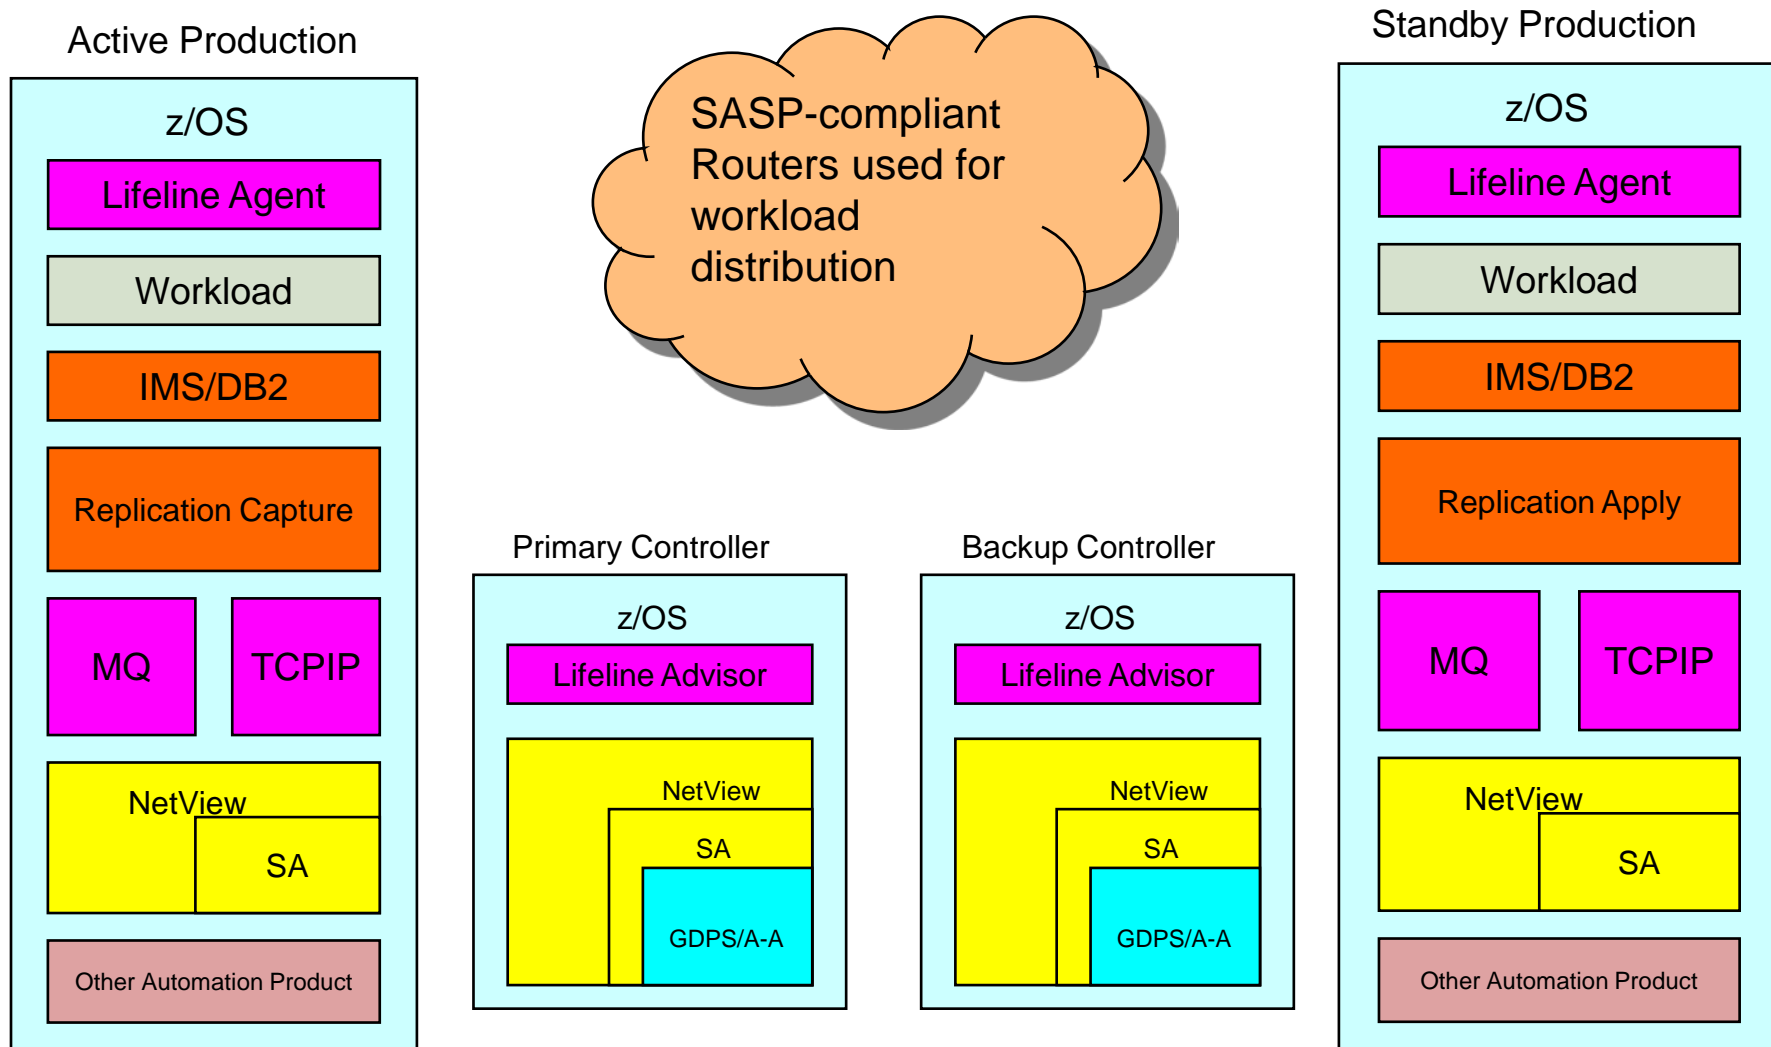 Active Production
z/OS
Lifeline Agent
Workload
IMS/DB2
Replication Capture
MQ
TCPIP
NetView
SA
Other Automation Product
SASP-compliant
Routers used for
workload
distribution
Primary Controller
z/OS
Lifeline Advisor
NetView
SA
GDPS/A-A
Backup Controller
z/OS
Lifeline Advisor
NetView
SA
GDPS/A-A
Standby Production
z/OS
Lifeline Agent
Workload
IMS/DB2
Replication Apply
MQ
TCPIP
NetView
SA
Other Automation Product